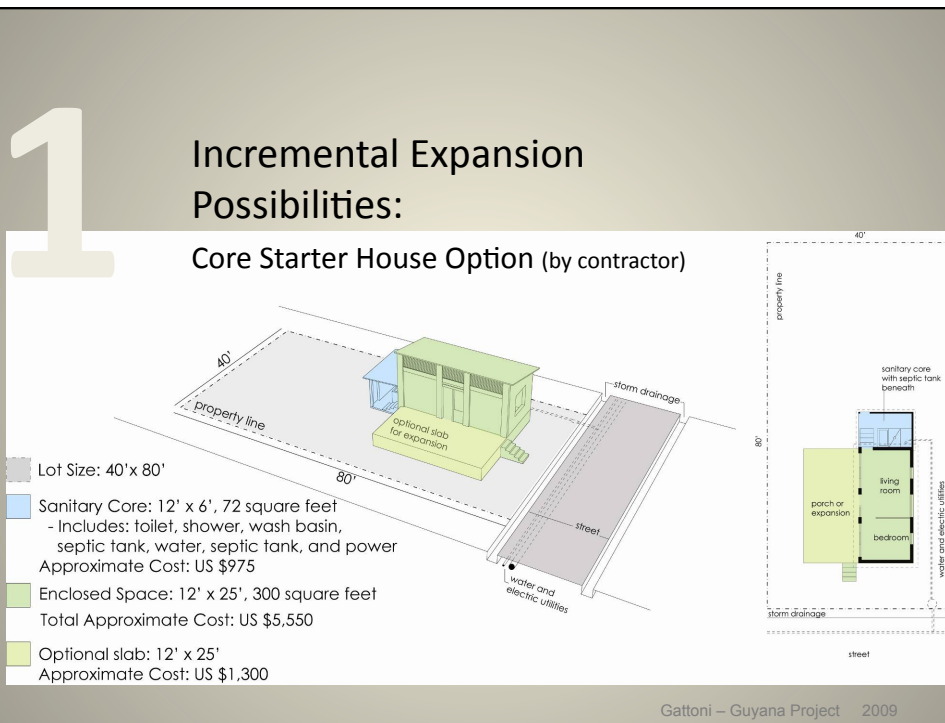 1
Incremental Expansion
Possibilities:
Core Starter House Option (by contractor)
40'
property line
80'
optional slab
for expansion
storm drainage
street
water and
electric utilities
Lot Size: 40'x 80'
Sanitary Core: 12' x 6', 72 square feet
- Includes: toilet, shower, wash basin,
septic tank, water, septic tank, and power
Approximate Cost: US $975
Enclosed Space: 12' x 25', 300 square feet
Total Approximate Cost: US $5,550
Optional slab: 12' x 25'
Approximate Cost: US $1,300
40'
property line
80'
sanitary core
with septic tank
beneath
living
room
porch or
expansion
bedroom
water and electric utilities
storm drainage
street
Gattoni – Guyana Project 2009